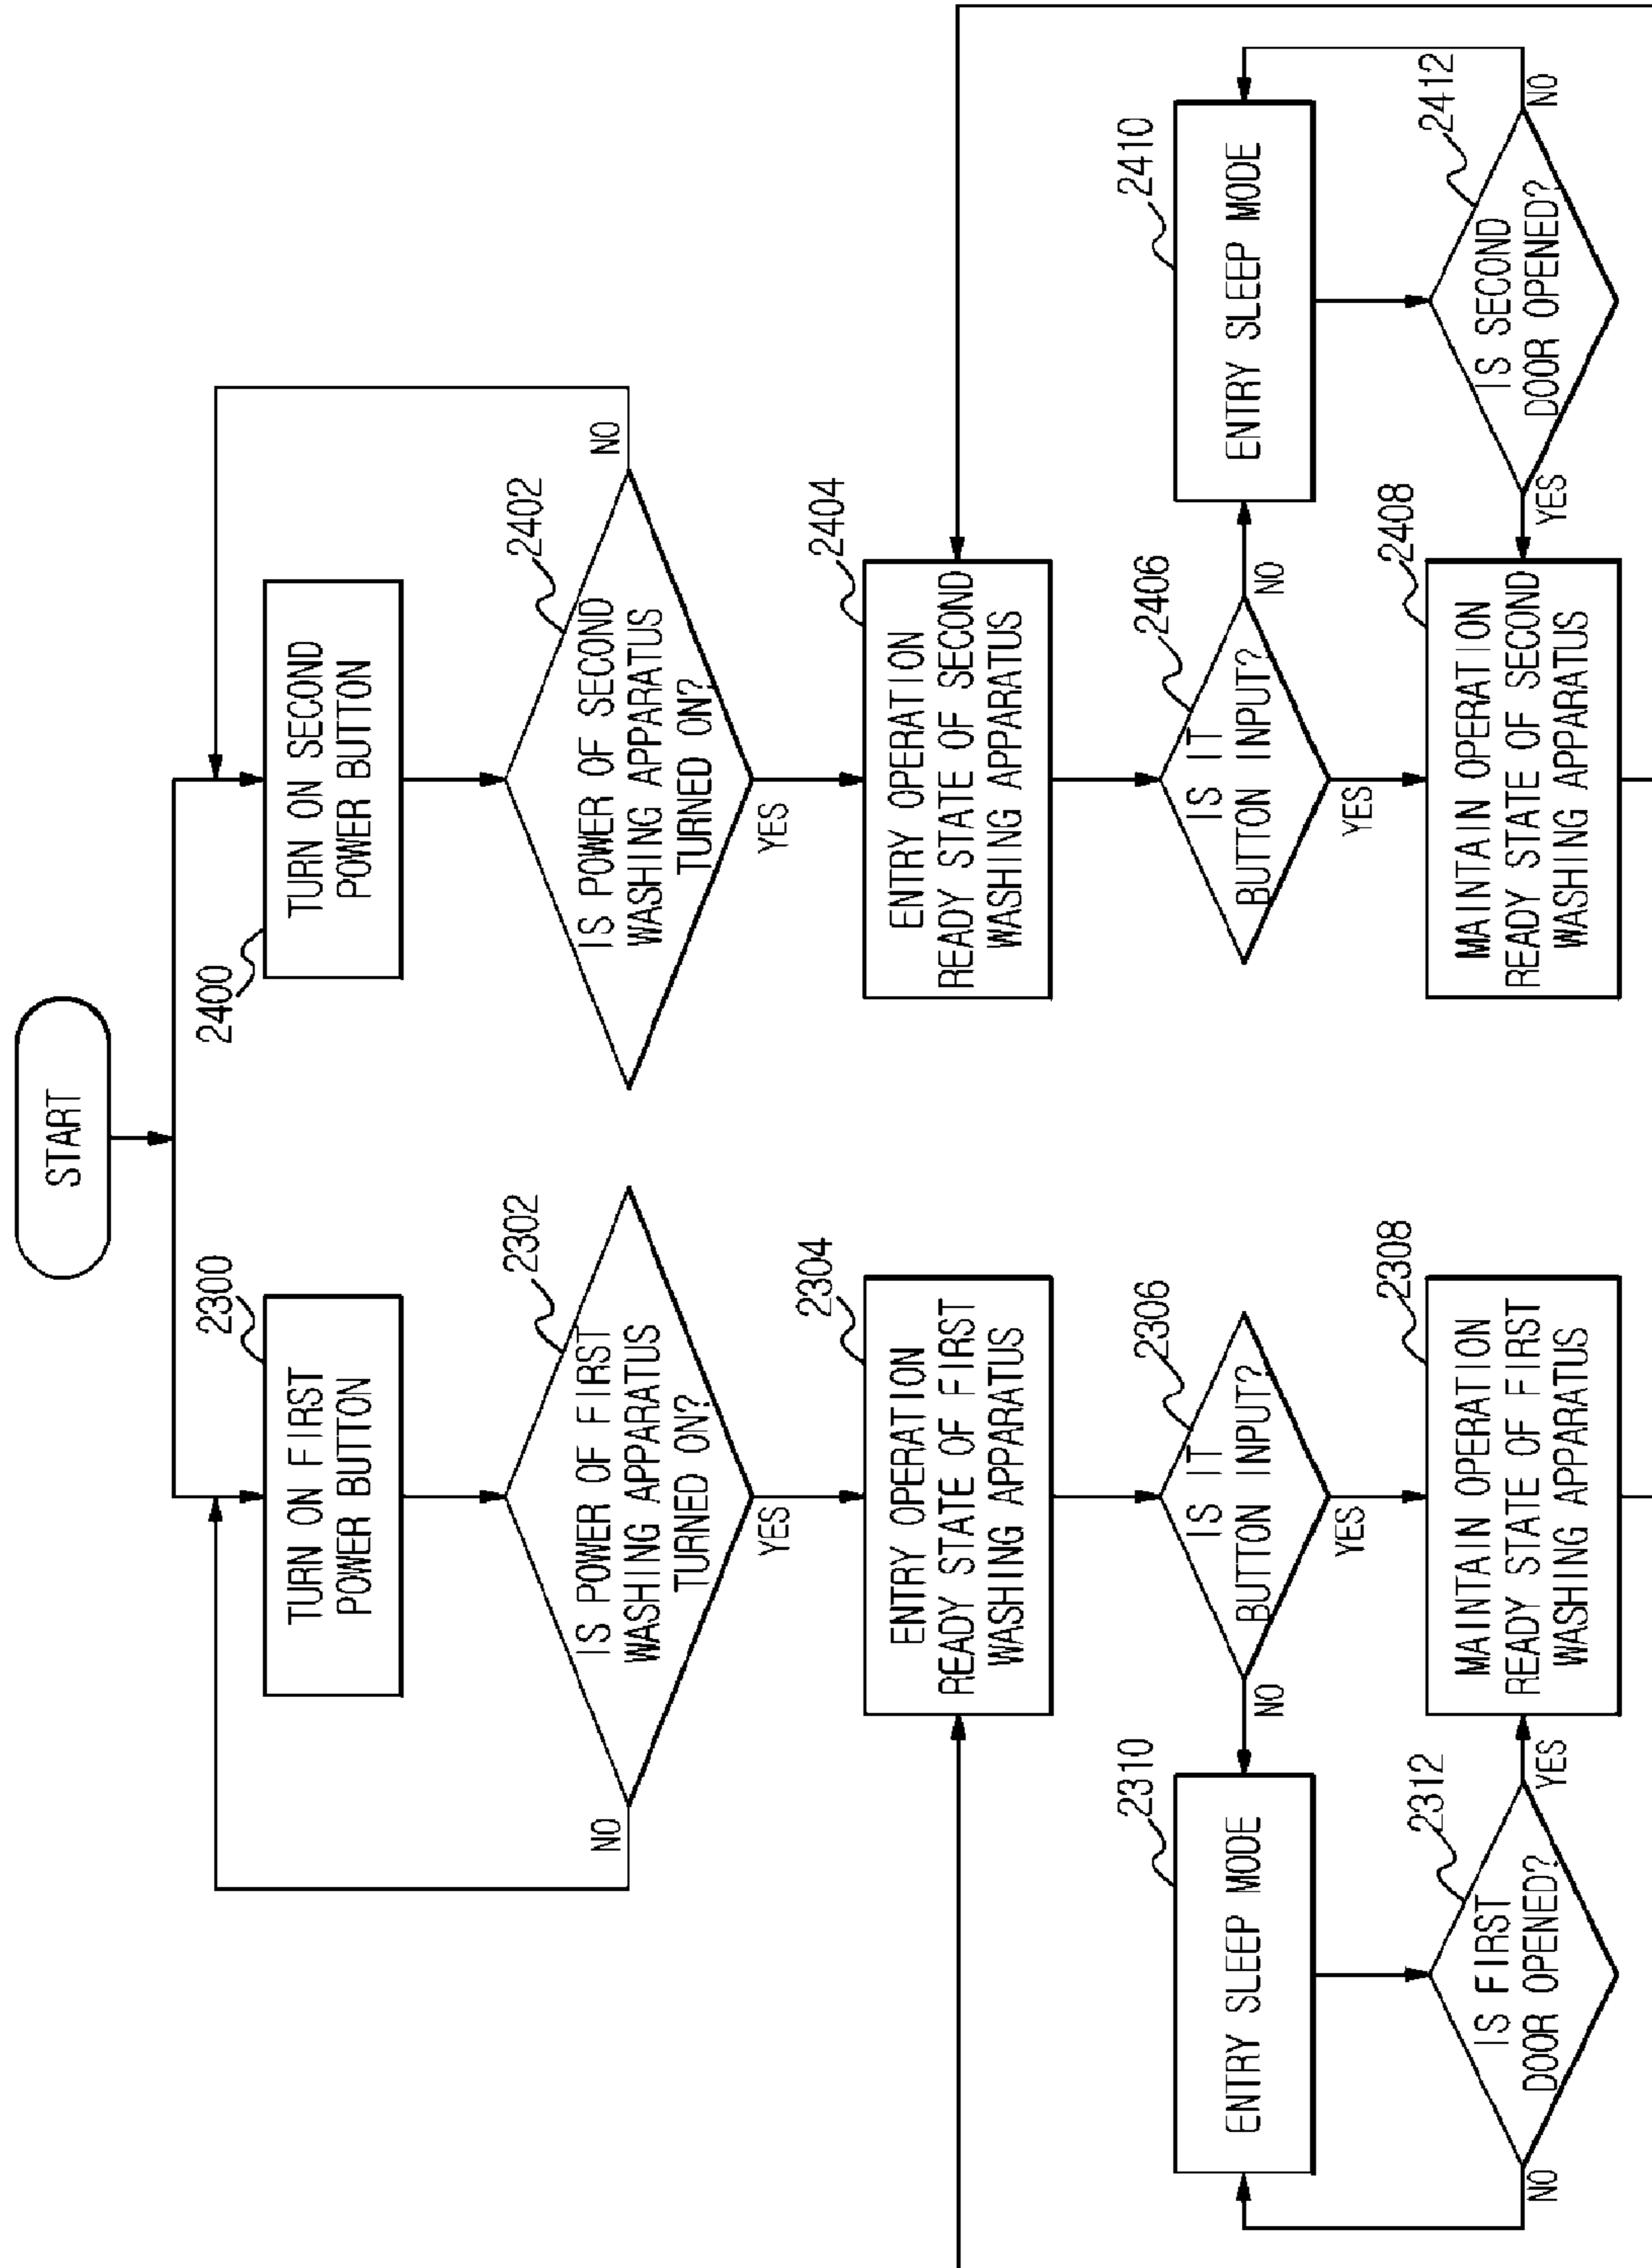 START
2300
TURN ON FIRST
POWER BUTTON
2400
TURN ON SECOND
POWER BUTTON
2302
IS POWER OF FIRST
WASHING APPARATUS
TURNED ON?
NO
YES
2402
IS POWER OF SECOND
WASHING APPARATUS
TURNED ON?
NO
YES
2304
ENTRY OPERATION
READY STATE OF FIRST
WASHING APPARATUS
2404
ENTRY OPERATION
READY STATE OF SECOND
WASHING APPARATUS
2310
ENTRY SLEEP MODE
2306
IS IT
BUTTON INPUT?
NO
YES
2406
IS IT
BUTTON INPUT?
NO
YES
2410
ENTRY SLEEP MODE
2312
IS FIRST
DOOR OPENED?
NO
YES
2308
MAINTAIN OPERATION
READY STATE OF FIRST
WASHING APPARATUS
2408
MAINTAIN OPERATION
READY STATE OF SECOND
WASHING APPARATUS
2412
IS SECOND
DOOR OPENED?
YES
NO